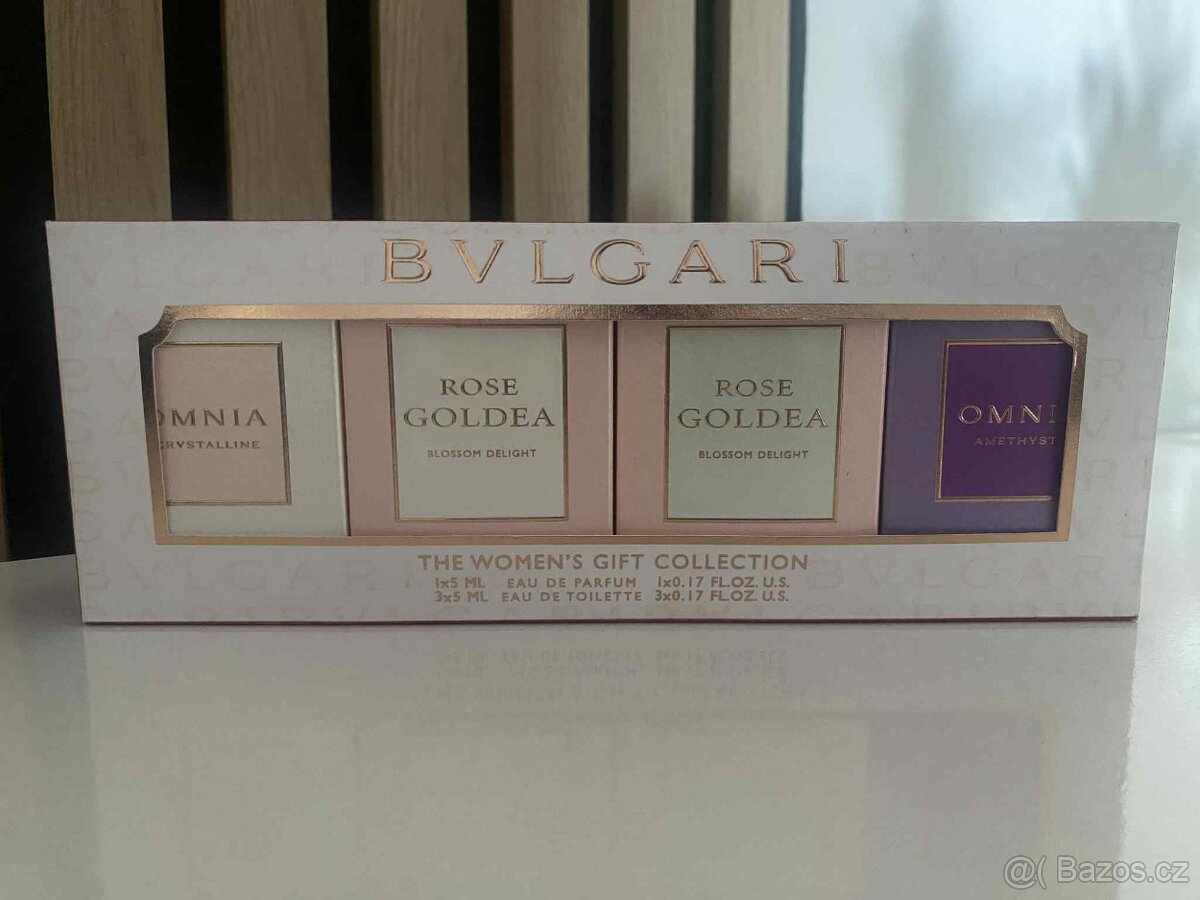 BVLGARI
OMNIA
CRYSTALLINE
ROSE
GOLDEA
BLOSSOM DELIGHT
ROSE
GOLDEA
BLOSSOM DELIGHT
OMNI
AMETHYST
THE WOMEN'S GIFT COLLECTION
1x5 ML EAU DE PARFUM 1x0.17 FL.OZ. U.S.
3x5 ML EAU DE TOILETTE 3x0.17 FL.OZ. U.S.
@( Bazos.cz